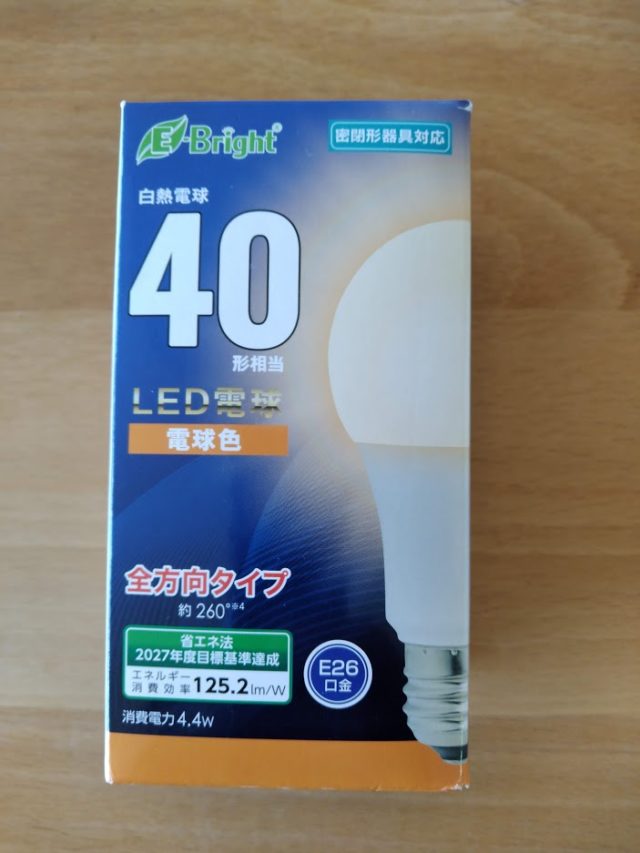 E-Bright®
密閉形器具対応
白熱電球
40
形相当
LED電球
電球色
全方向タイプ
約260°※4
省エネ法
2027年度目標基準達成
エネルギー
消費効率 125.2lm/W
E26
口金
消費電力4.4W